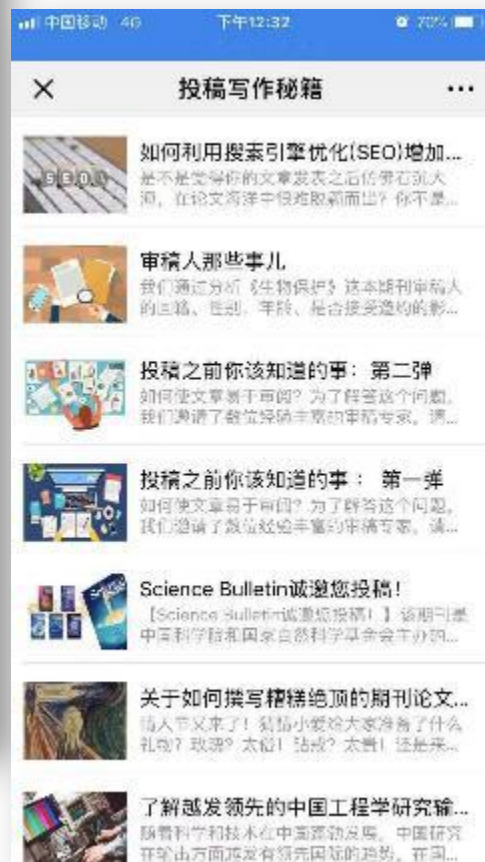 中国移动 4G 下午12:32 70%
投稿写作秘籍
如何利用搜索引擎优化(SEO)增加...
是不是觉得你的文章发表之后仿佛石沉大
海，在论文海洋中很难脱颖而出？你不是...
审稿人那些事儿
我们通过分析《生物保护》这本期刊审稿人
的国籍、性别、年龄、是否接受邀约的影...
投稿之前你该知道的事：第二弹
如何使文章易于审阅？为了解答这个问题，
我们邀请了数位经验丰富的审稿专家，请...
投稿之前你该知道的事 ： 第一弹
如何使文章易于审阅？为了解答这个问题，
我们邀请了数位经验丰富的审稿专家，请...
Science Bulletin诚邀您投稿！
【Science Bulletin诚邀您投稿！】该期刊是
中国科学院和国家自然科学基金会主办的...
关于如何撰写糟糕绝顶的期刊论文...
情人节又来了！猜猜小爱给大家准备了什么
礼物？玫瑰？太俗！钻戒？太贵！还是来...
了解越发领先的中国工程学研究输...
随着科学和技术在中国蓬勃发展，中国研究
在输出方面越发有领先国际的趋势，在国...